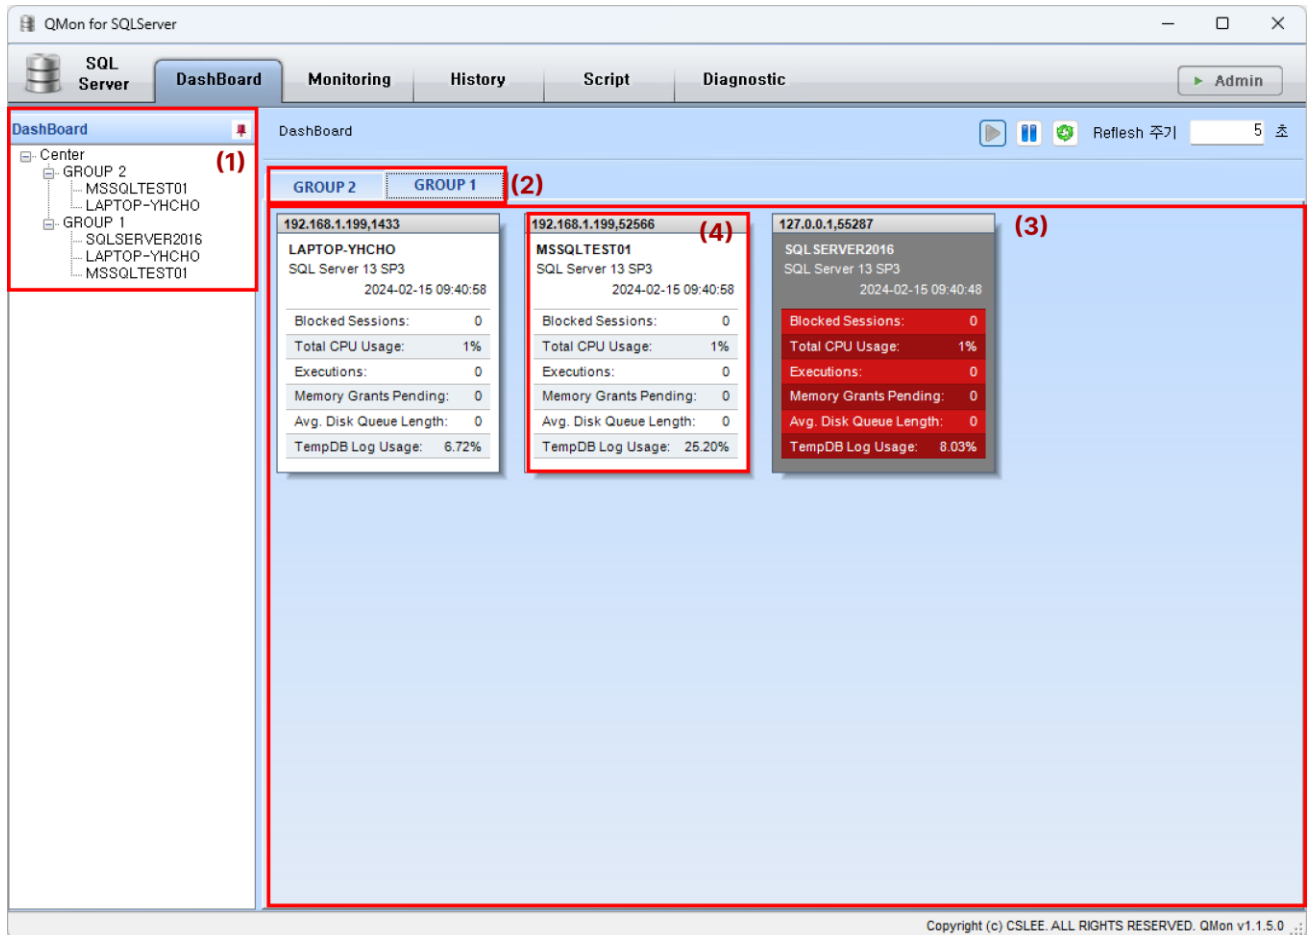 QMon for SQLServer
SQL Server
DashBoard
Monitoring
History
Script
Diagnostic
Admin
DashBoard
(1)
Center
GROUP 2
MSSQLTEST01
LAPTOP-YHCHO
GROUP 1
SQLSERVER2016
LAPTOP-YHCHO
MSSQLTEST01
DashBoard
Reflesh 주기
5
초
GROUP 2
GROUP 1
(2)
(3)
192.168.1.199,1433
LAPTOP-YHCHO
SQL Server 13 SP3
2024-02-15 09:40:58
Blocked Sessions: 0
Total CPU Usage: 1%
Executions: 0
Memory Grants Pending: 0
Avg. Disk Queue Length: 0
TempDB Log Usage: 6.72%
192.168.1.199,52566
(4)
MSSQLTEST01
SQL Server 13 SP3
2024-02-15 09:40:58
Blocked Sessions: 0
Total CPU Usage: 1%
Executions: 0
Memory Grants Pending: 0
Avg. Disk Queue Length: 0
TempDB Log Usage: 25.20%
127.0.0.1,55287
SQLSERVER2016
SQL Server 13 SP3
2024-02-15 09:40:48
Blocked Sessions: 0
Total CPU Usage: 1%
Executions: 0
Memory Grants Pending: 0
Avg. Disk Queue Length: 0
TempDB Log Usage: 8.03%
Copyright (c) CSLEE. ALL RIGHTS RESERVED. QMon v1.1.5.0